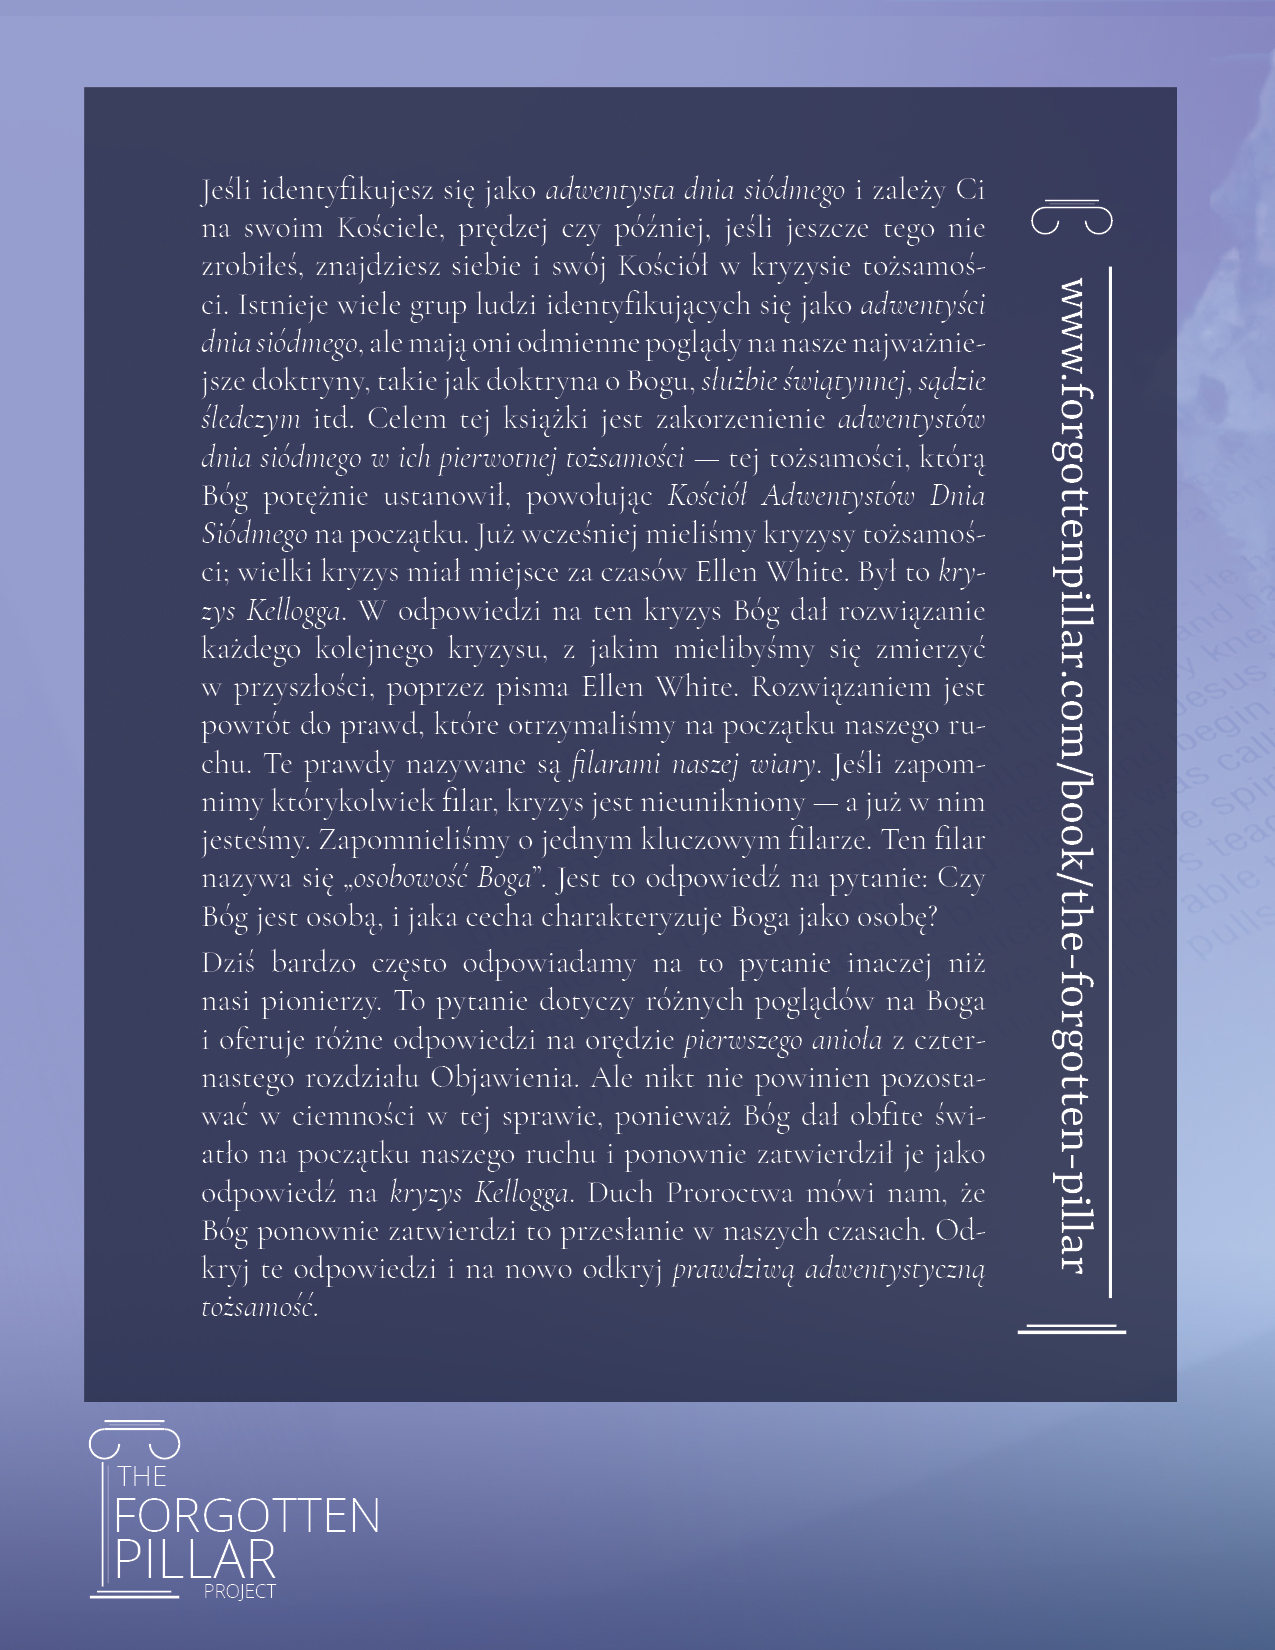 Jeśli identyfikujesz się jako adwentysta dnia siódmego i zależy Ci
na swoim Kościele, prędzej czy później, jeśli jeszcze tego nie
zrobiłeś, znajdziesz siebie i swój Kościół w kryzysie tożsamoś-
ci. Istnieje wiele grup ludzi identyfikujących się jako adwentyści
dnia siódmego, ale mają oni odmienne poglądy na nasze najważnie-
jsze doktryny, takie jak doktryna o Bogu, służbie świątynnej, sądzie
śledczym itd. Celem tej książki jest zakorzenienie adwentystów
dnia siódmego w ich pierwotnej tożsamości — tej tożsamości, którą
Bóg potężnie ustanowił, powołując Kościół Adwentystów Dnia
Siódmego na początku. Już wcześniej mieliśmy kryzysy tożsamoś-
ci; wielki kryzys miał miejsce za czasów Ellen White. Był to kry-
zys Kellogga. W odpowiedzi na ten kryzys Bóg dał rozwiązanie
każdego kolejnego kryzysu, z jakim mielibyśmy się zmierzyć
w przyszłości, poprzez pisma Ellen White. Rozwiązaniem jest
powrót do prawd, które otrzymaliśmy na początku naszego ru-
chu. Te prawdy nazywane są filarami naszej wiary. Jeśli zapom-
nimy którykolwiek filar, kryzys jest nieunikniony — a już w nim
jesteśmy. Zapomnieliśmy o jednym kluczowym filarze. Ten filar
nazywa się „osobowość Boga”. Jest to odpowiedź na pytanie: Czy
Bóg jest osobą, i jaka cecha charakteryzuje Boga jako osobę?
Dziś bardzo często odpowiadamy na to pytanie inaczej niż
nasi pionierzy. To pytanie dotyczy różnych poglądów na Boga
i oferuje różne odpowiedzi na orędzie pierwszego anioła z czter-
nastego rozdziału Objawienia. Ale nikt nie powinien pozosta-
wać w ciemności w tej sprawie, ponieważ Bóg dał obfite świ-
atło na początku naszego ruchu i ponownie zatwierdził je jako
odpowiedź na kryzys Kellogga. Duch Proroctwa mówi nam, że
Bóg ponownie zatwierdzi to przesłanie w naszych czasach. Od-
kryj te odpowiedzi i na nowo odkryj prawdziwą adwentystyczną
tożsamość.
www.forgottenpillar.com/book/the-forgotten-pillar
THE
FORGOTTEN
PILLAR
PROJECT